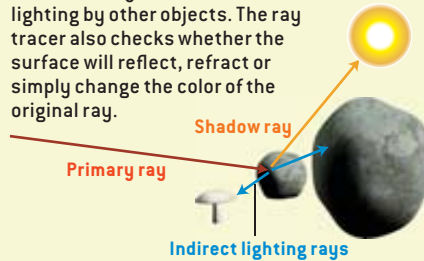 lighting by other objects. The ray
tracer also checks whether the
surface will reflect, refract or
simply change the color of the
original ray.
Shadow ray
Primary ray
Indirect lighting rays